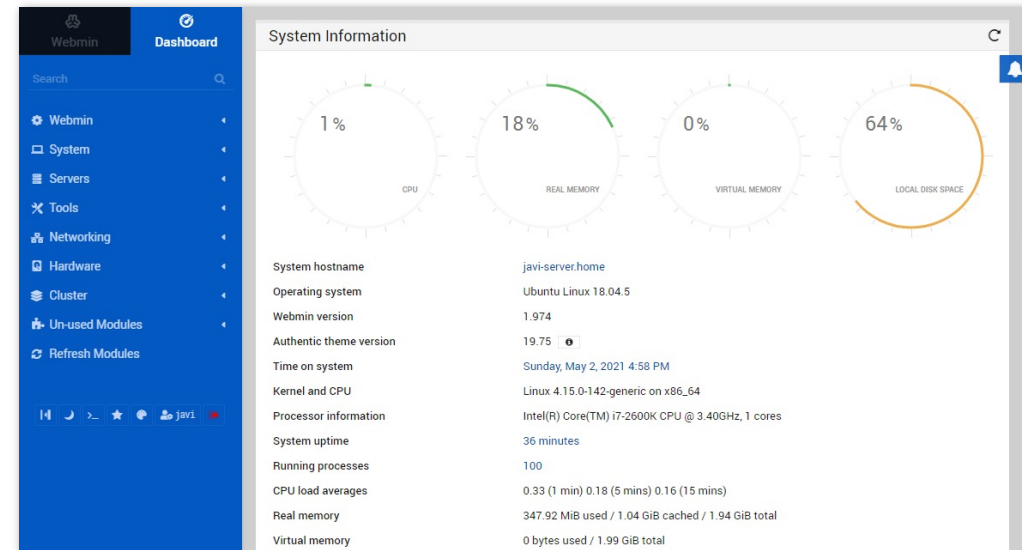 Webmin
Dashboard
Search
Webmin
System
Servers
Tools
Networking
Hardware
Cluster
Un-used Modules
Refresh Modules
javi
System Information
1%
CPU
18%
REAL MEMORY
0%
VIRTUAL MEMORY
64%
LOCAL DISK SPACE
System hostname javi-server.home
Operating system Ubuntu Linux 18.04.5
Webmin version 1.974
Authentic theme version 19.75
Time on system Sunday, May 2, 2021 4:58 PM
Kernel and CPU Linux 4.15.0-142-generic on x86_64
Processor information Intel(R) Core(TM) i7-2600K CPU @ 3.40GHz, 1 cores
System uptime 36 minutes
Running processes 100
CPU load averages 0.33 (1 min) 0.18 (5 mins) 0.16 (15 mins)
Real memory 347.92 MiB used / 1.04 GiB cached / 1.94 GiB total
Virtual memory 0 bytes used / 1.99 GiB total